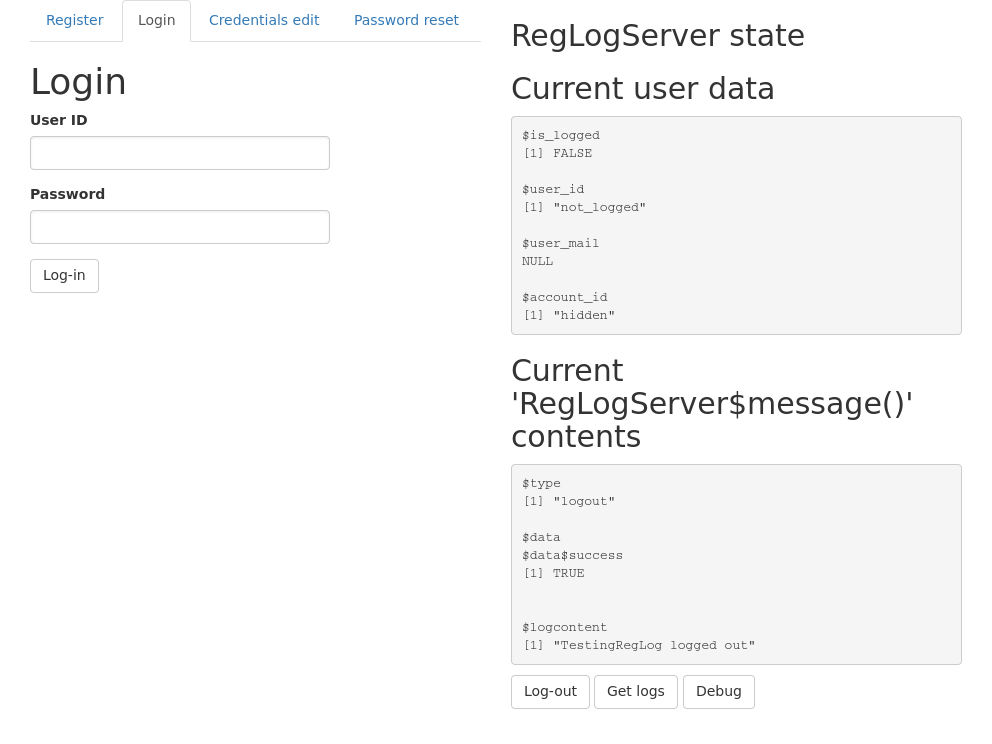 Register
Login
Credentials edit
Password reset
Login
User ID
Password
Log-in
RegLogServer state
Current user data
$is_logged
[1] FALSE
$user_id
[1] "not_logged"
$user_mail
NULL
$account_id
[1] "hidden"
Current
'RegLogServer$message()'
contents
$type
[1] "logout"
$data
$data$success
[1] TRUE
$logcontent
[1] "TestingRegLog logged out"
Log-out
Get logs
Debug